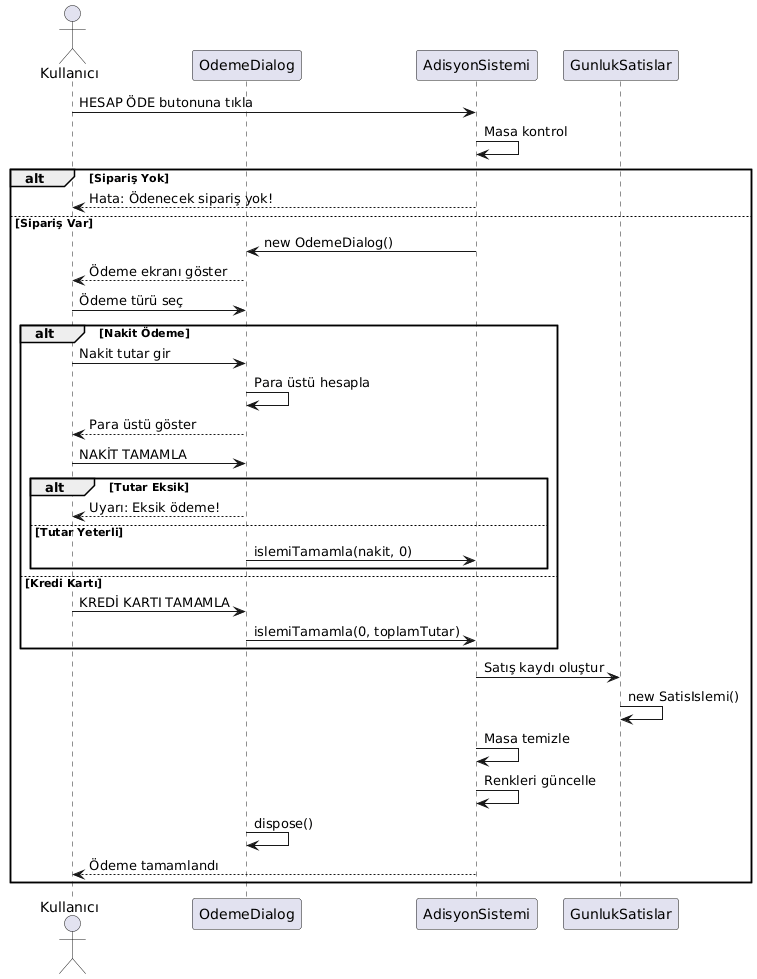 Kullanıcı
OdemeDialog
AdisyonSistemi
GunlukSatislar
HESAP ÖDE butonuna tıkla
Masa kontrol
alt
[Sipariş Yok]
Hata: Ödenecek sipariş yok!
[Sipariş Var]
new OdemeDialog()
Ödeme ekranı göster
Ödeme türü seç
alt
[Nakit Ödeme]
Nakit tutar gir
Para üstü hesapla
Para üstü göster
NAKİT TAMAMLA
alt
[Tutar Eksik]
Uyarı: Eksik ödeme!
[Tutar Yeterli]
islemiTamamla(nakit, 0)
[Kredi Kartı]
KREDİ KARTI TAMAMLA
islemiTamamla(0, toplamTutar)
Satış kaydı oluştur
new SatisIslemi()
Masa temizle
Renkleri güncelle
dispose()
Ödeme tamamlandı
Kullanıcı
OdemeDialog
AdisyonSistemi
GunlukSatislar